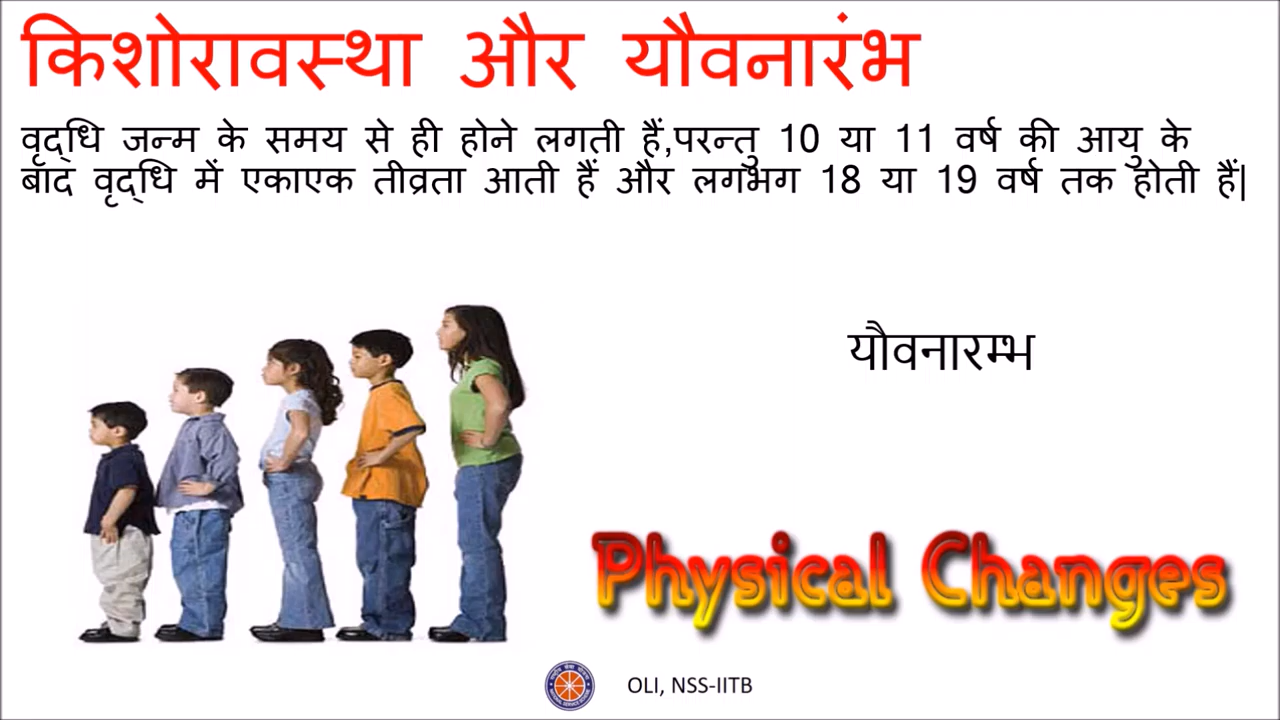 किशोरावस्था और यौवनारंभ
वृद्धि जन्म के समय से ही होने लगती हैं,परन्तु 10 या 11 वर्ष की आयु के
बाद वृद्धि में एकाएक तीव्रता आती हैं और लगभग 18 या 19 वर्ष तक होती हैं|
यौवनारम्भ
Physical Changes
OLI, NSS-IITB